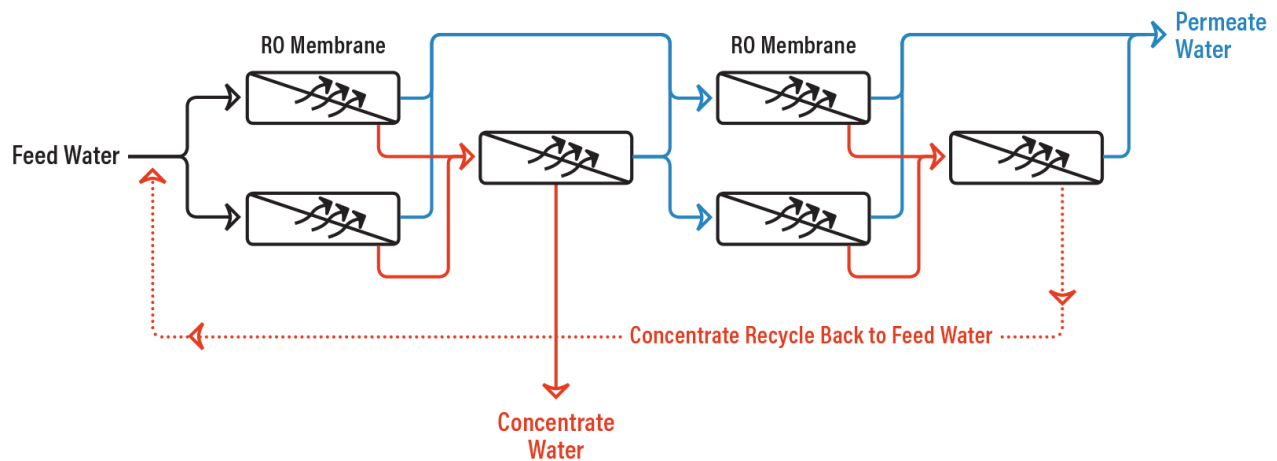 RO Membrane
RO Membrane
Permeate
Water
Feed Water
Concentrate Recycle Back to Feed Water
Concentrate
Water